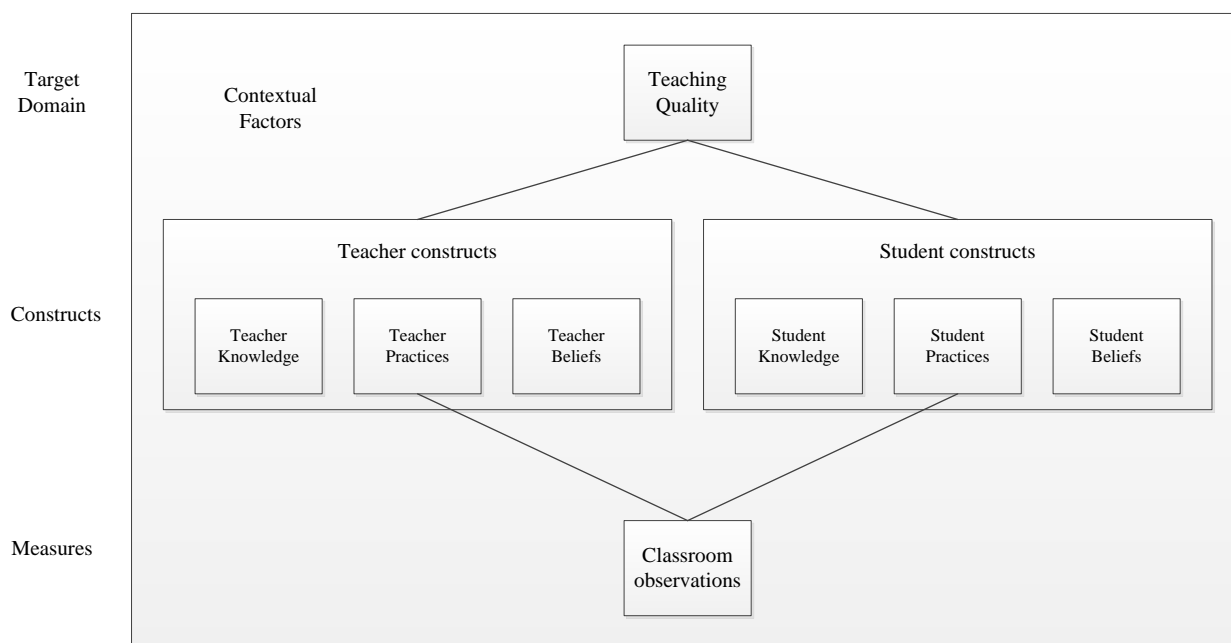 Target
Domain
Contextual
Factors
Teaching
Quality
Constructs
Teacher constructs
Teacher
Knowledge
Teacher
Practices
Teacher
Beliefs
Student constructs
Student
Knowledge
Student
Practices
Student
Beliefs
Measures
Classroom
observations